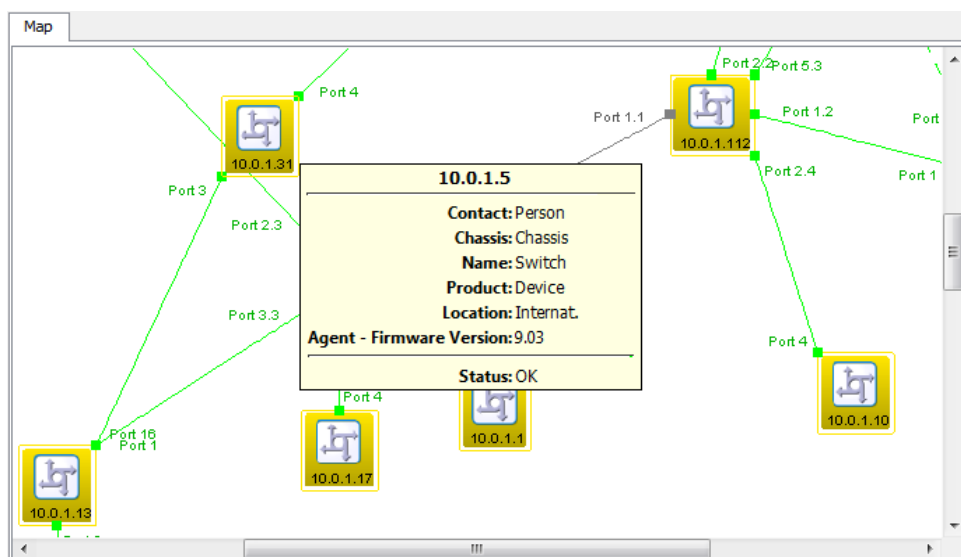 Map
Port 2.2
Port 5.3
Port 4
Port 1.1
Port 1.2
Port
10.0.1.31
10.0.1.112
Port 3
Port 2.4
Port 1
10.0.1.5
Contact: Person
Chassis: Chassis
Name: Switch
Product: Device
Location: Internat.
Agent - Firmware Version: 9.03
Status: OK
Port 2.3
Port 3.3
Port 4
Port 4
10.0.1.10
Port 16
Port 1
10.0.1.17
10.0.1.1
10.0.1.13